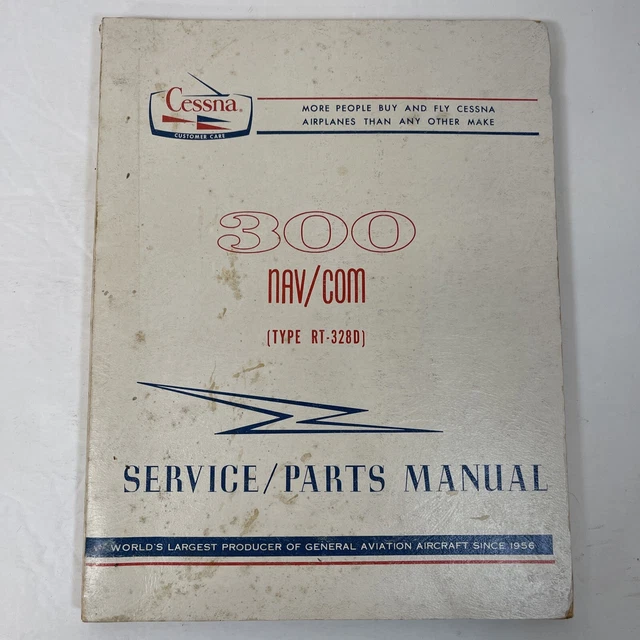 Cessna®
CUSTOMER CARE
MORE PEOPLE BUY AND FLY CESSNA
AIRPLANES THAN ANY OTHER MAKE
300
NAV/COM
(TYPE RT-328D)
SERVICE/PARTS MANUAL
WORLD'S LARGEST PRODUCER OF GENERAL AVIATION AIRCRAFT SINCE 1956